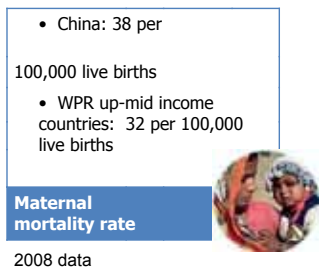 • China: 38 per
100,000 live births
• WPR up-mid income
countries: 32 per 100,000
live births
Maternal
mortality rate
2008 data